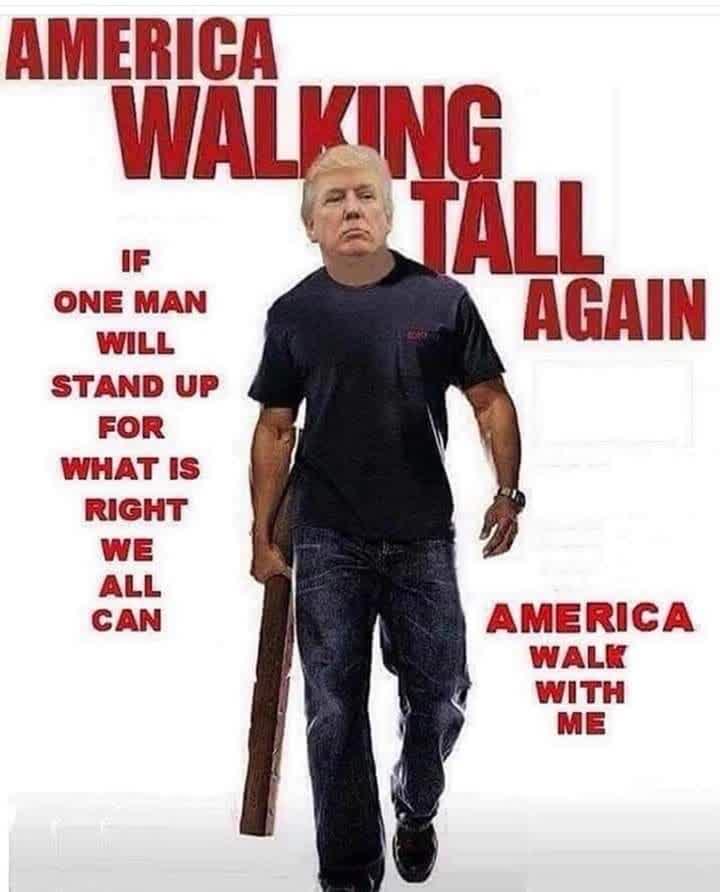 AMERICA
WALKING
TALL
AGAIN
IF
ONE MAN
WILL
STAND UP
FOR
WHAT IS
RIGHT
WE
ALL
CAN
AMERICA
WALK
WITH
ME